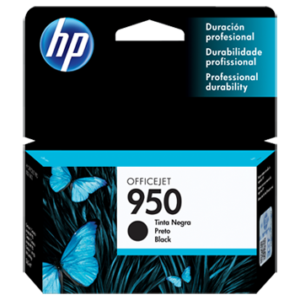 hp
Duración
profesional
Durabilidade
profissional
Professional
durability
OFFICEJET
950
Tinta Negra
Preto
Black